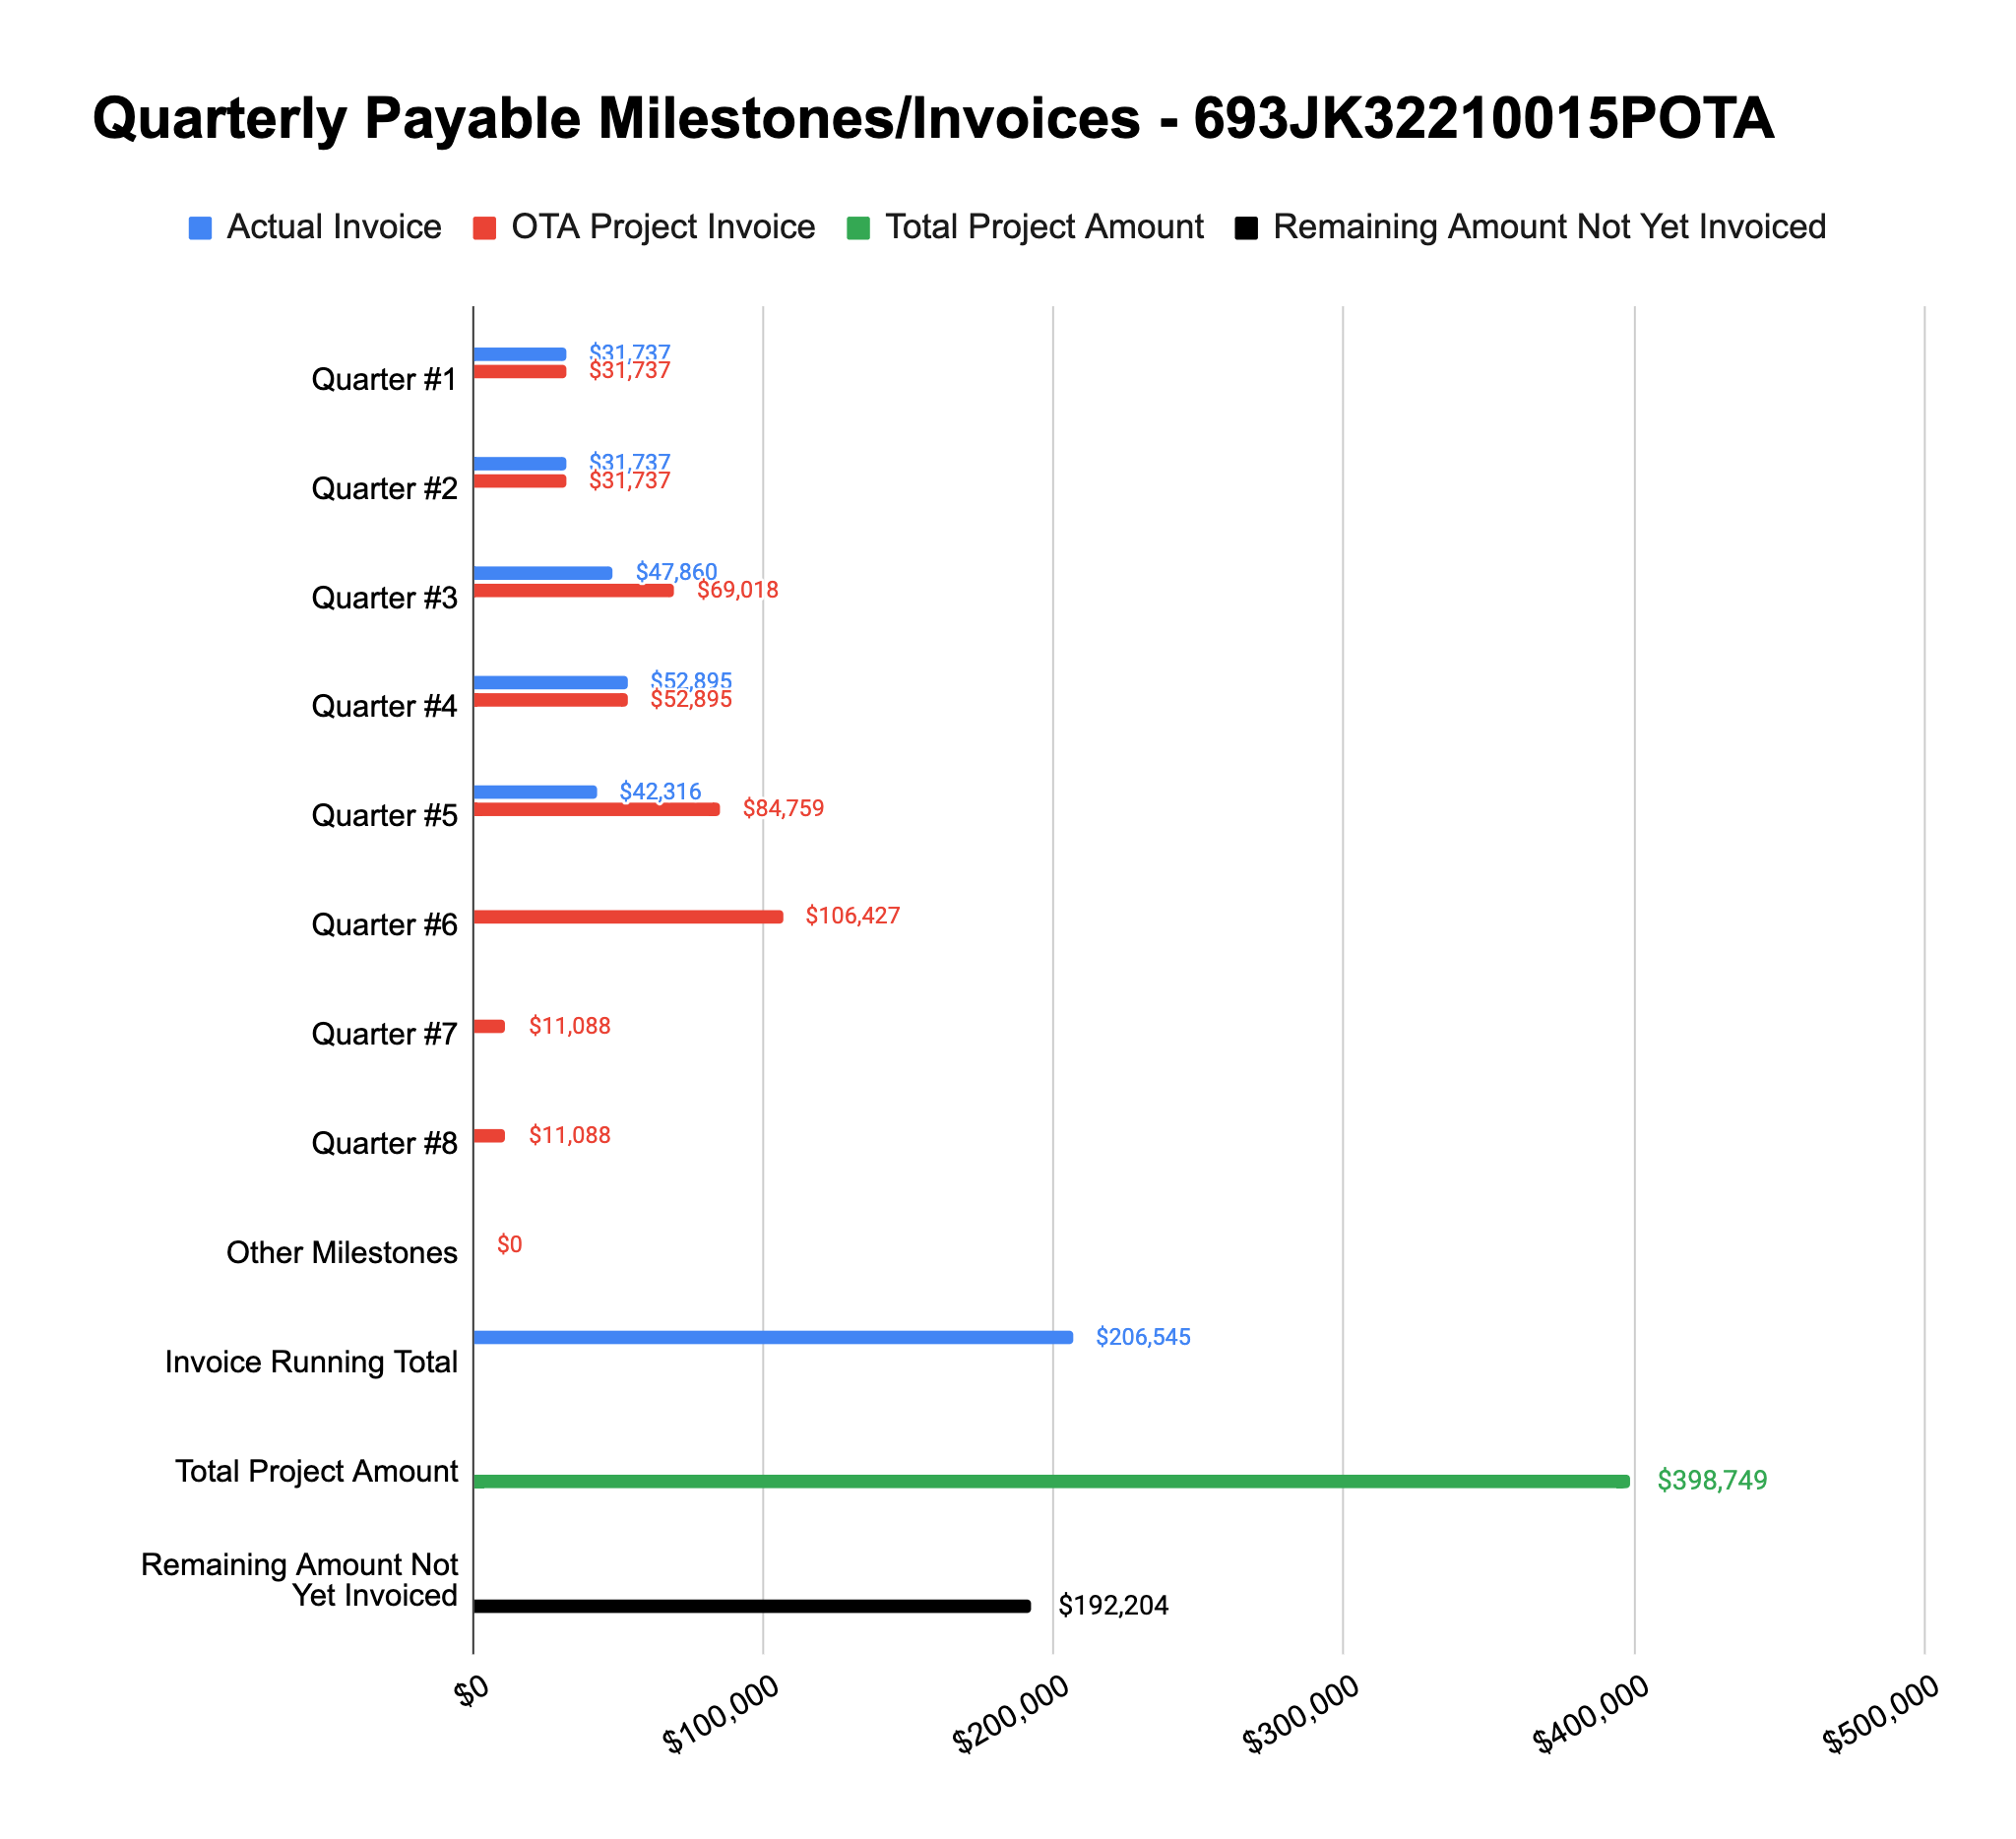 Quarterly Payable Milestones/Invoices - 693JK32210015POTA
Actual Invoice OTA Project Invoice Total Project Amount Remaining Amount Not Yet Invoiced
Quarter #1 $31,737
$31,737
Quarter #2 $31,737
$31,737
Quarter #3 $47,860
$69,018
Quarter #4 $52,895
$52,895
Quarter #5 $42,316
$84,759
Quarter #6 $106,427
Quarter #7 $11,088
Quarter #8 $11,088
Other Milestones $0
Invoice Running Total $206,545
Total Project Amount $398,749
Remaining Amount Not
Yet Invoiced $192,204
$0 $100,000 $200,000 $300,000 $400,000 $500,000